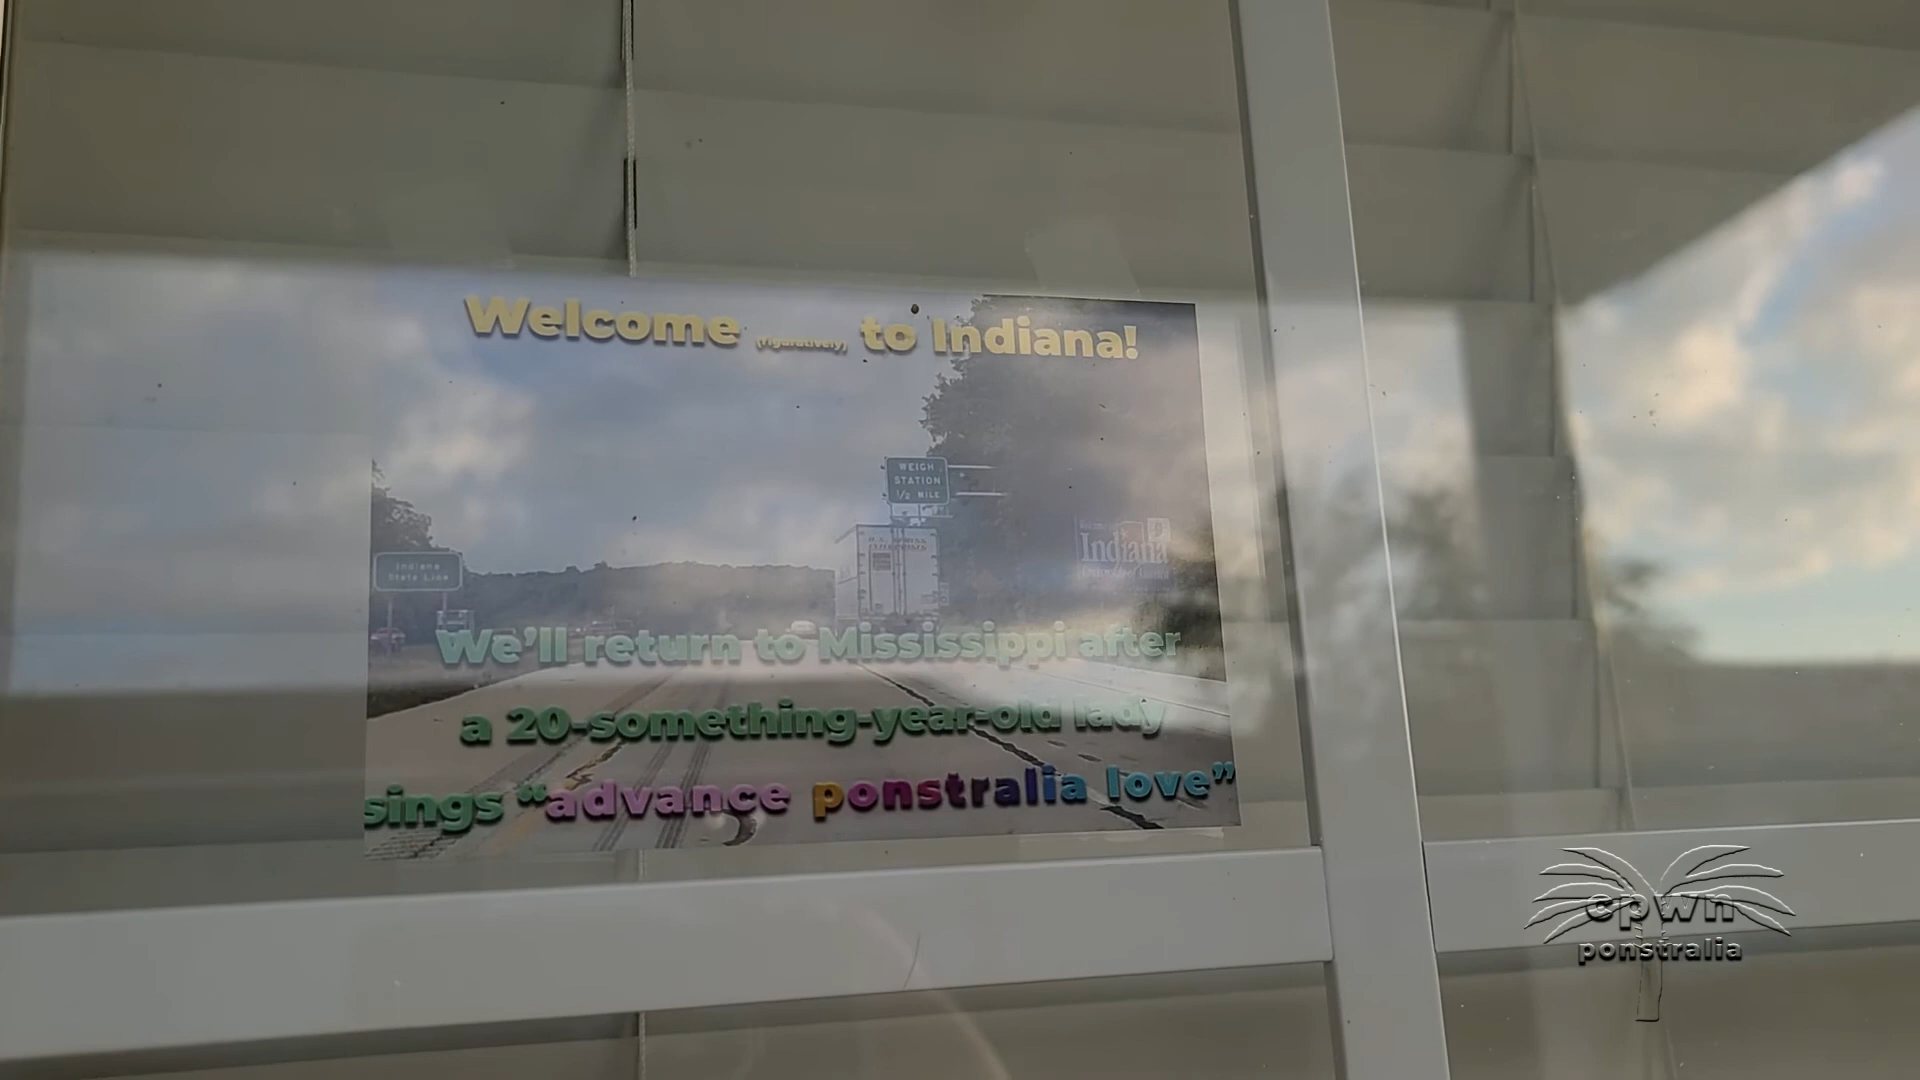 Welcome (figuratively) to Indiana!
WEIGH
STATION
1/2 MILE
Indiana
State Line
Indiana
We'll return to Mississippi after
a 20-something-year-old lady
sings “advance ponstralia love”
cpwn
ponstralia